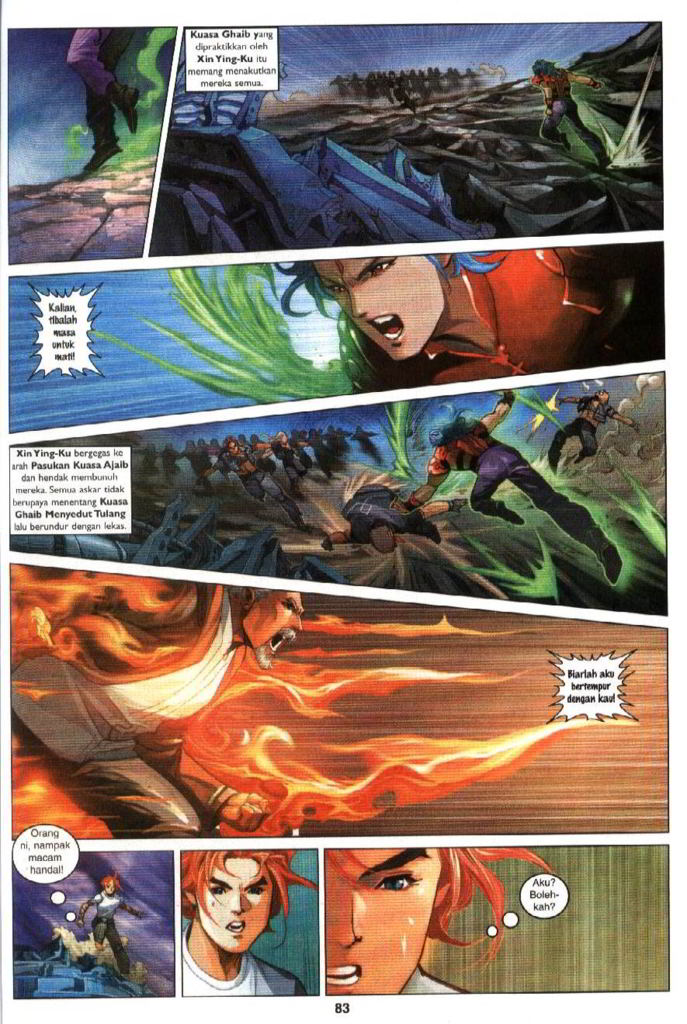 Kuasa Ghaib yang
dipraktikkan oleh
Xin Ying-Ku itu
memang menakutkan
mereka semua.
Kalian,
tibalah
masa
untuk
mati!
Xin Ying-Ku bergegas ke
arah Pasukan Kuasa Ajaib
dan hendak membunuh
mereka. Semua askar tidak
berupaya menentang Kuasa
Ghaib Menyedut Tulang
lalu berundur dengan lekas.
Biarlah aku
bertempur
dengan kau!
Orang
ni, nampak
macam
handal!
Aku?
Boleh-
kah?
83